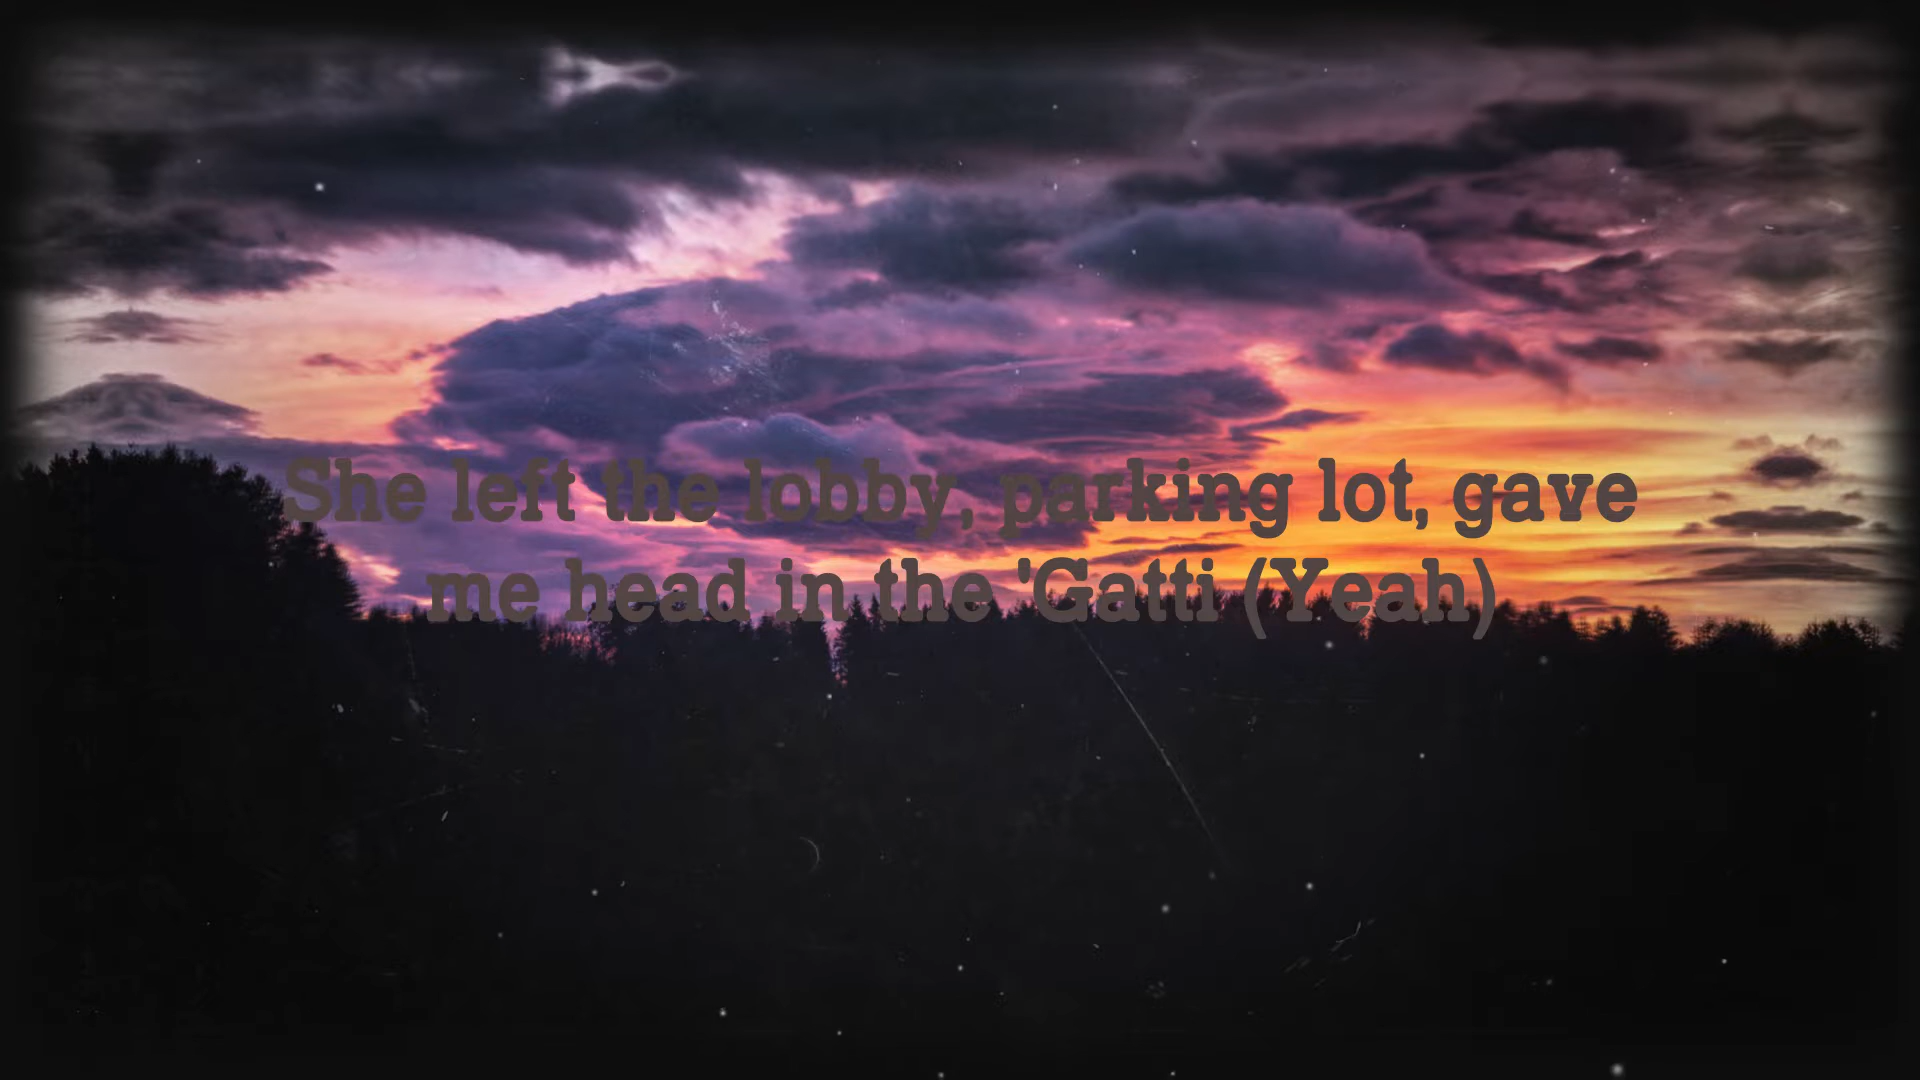 She left the lobby, parking lot, gave
me head in the 'Gatti (Yeah)